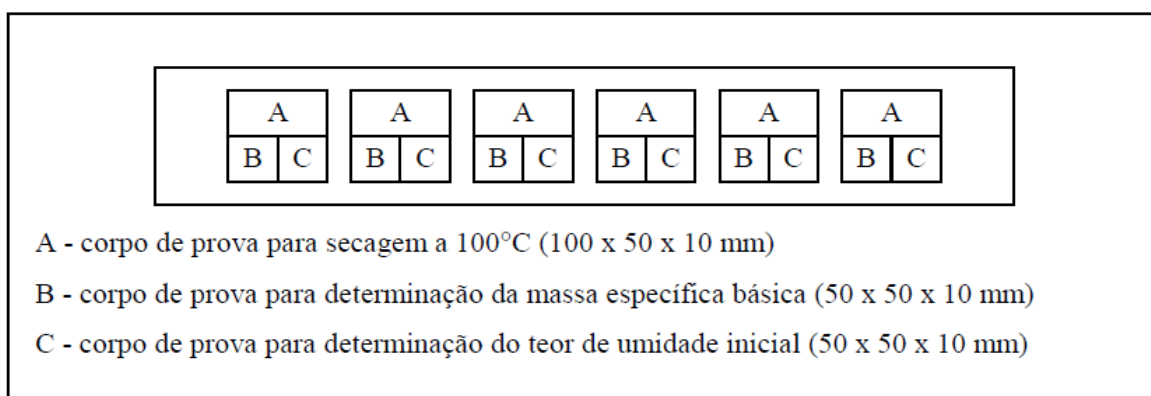 A A A A A A
B C B C B C B C B C B C
A - corpo de prova para secagem a 100°C (100 x 50 x 10 mm)
B - corpo de prova para determinação da massa específica básica (50 x 50 x 10 mm)
C - corpo de prova para determinação do teor de umidade inicial (50 x 50 x 10 mm)